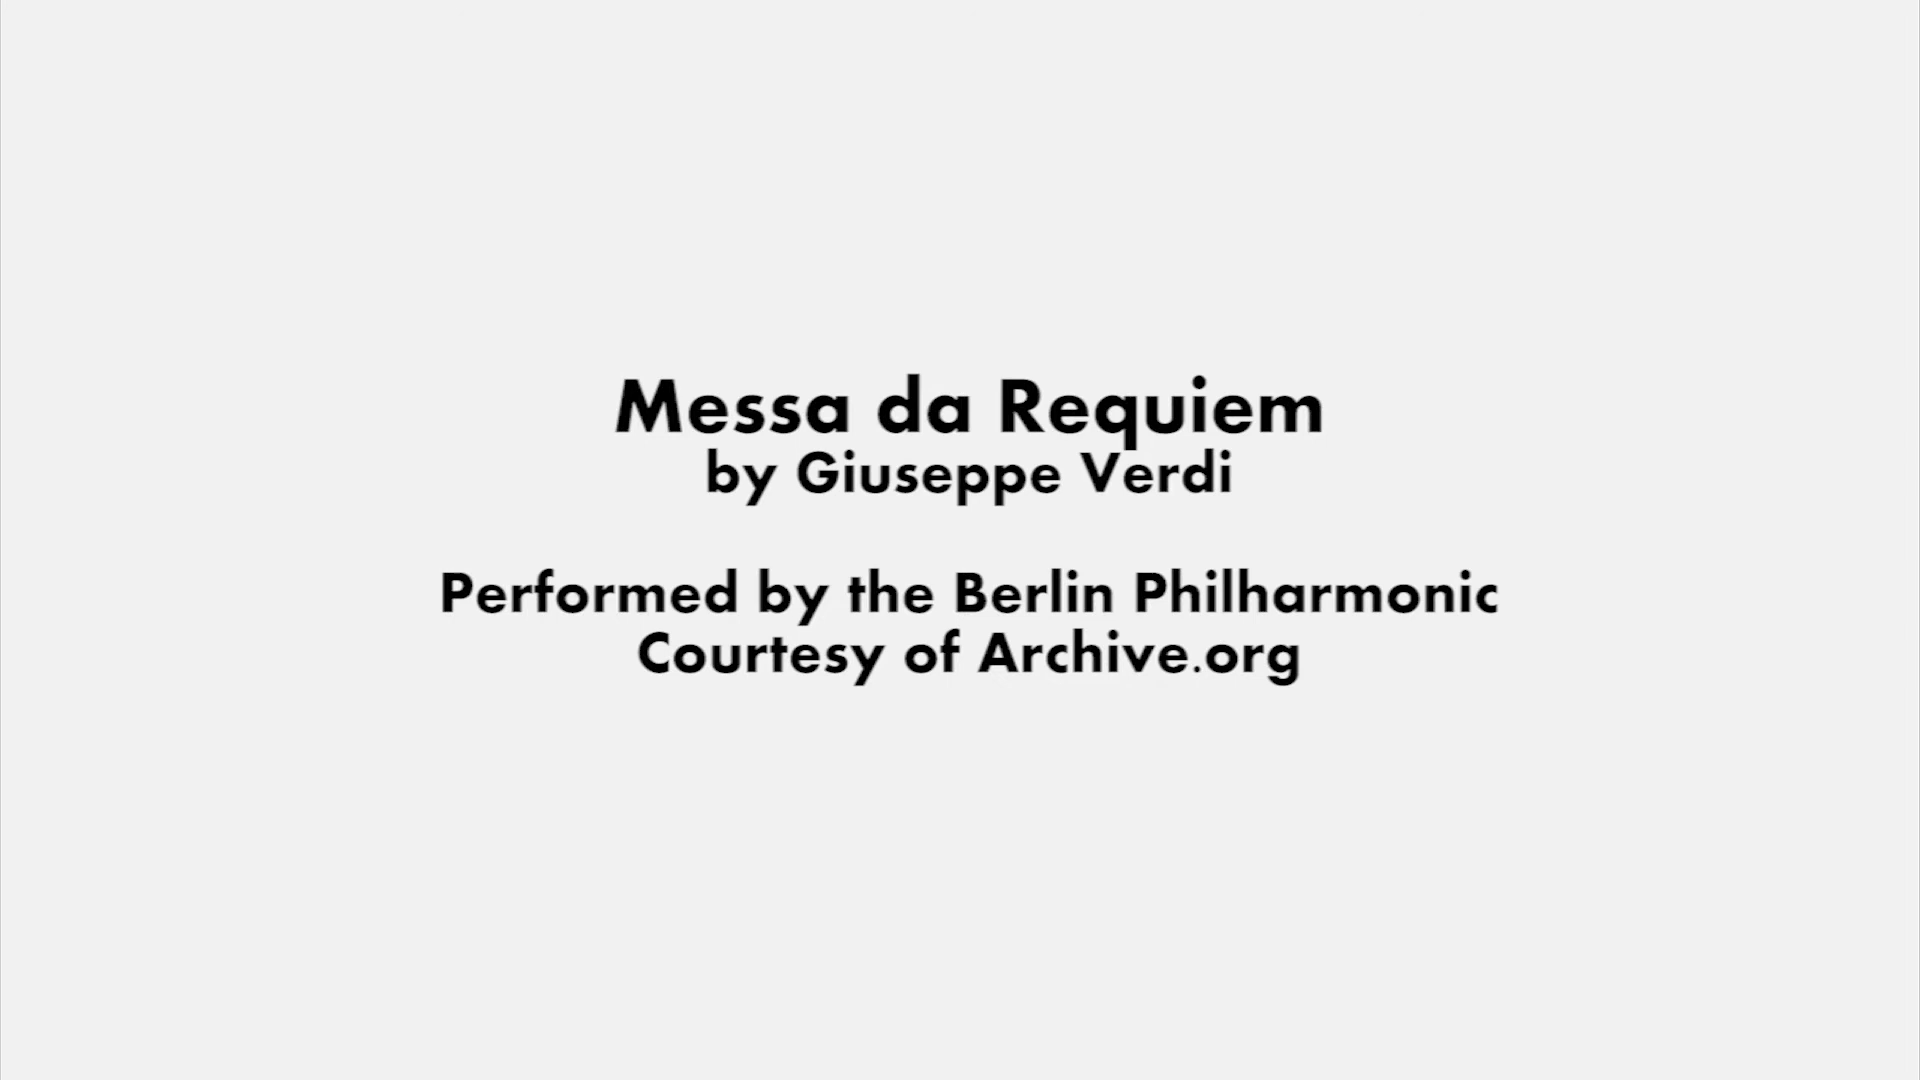 Messa da Requiem
by Giuseppe Verdi
Performed by the Berlin Philharmonic
Courtesy of Archive.org